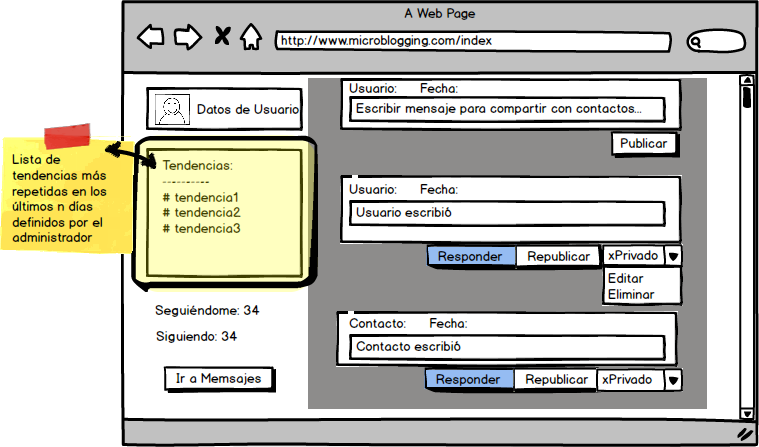 A Web Page
http://www.microblogging.com/index
Datos de Usuario
Lista de
tendencias más
repetidas en los
últimos n días
definidos por el
administrador
Tendencias:
----------
# tendencia1
# tendencia2
# tendencia3
Seguiéndome: 34
Siguiendo: 34
Ir a Memsajes
Usuario: Fecha:
Escribir mensaje para compartir con contactos...
Publicar
Usuario: Fecha:
Usuario escribió
Responder Republicar xPrivado
Editar
Eliminar
Contacto: Fecha:
Contacto escribió
Responder Republicar xPrivado